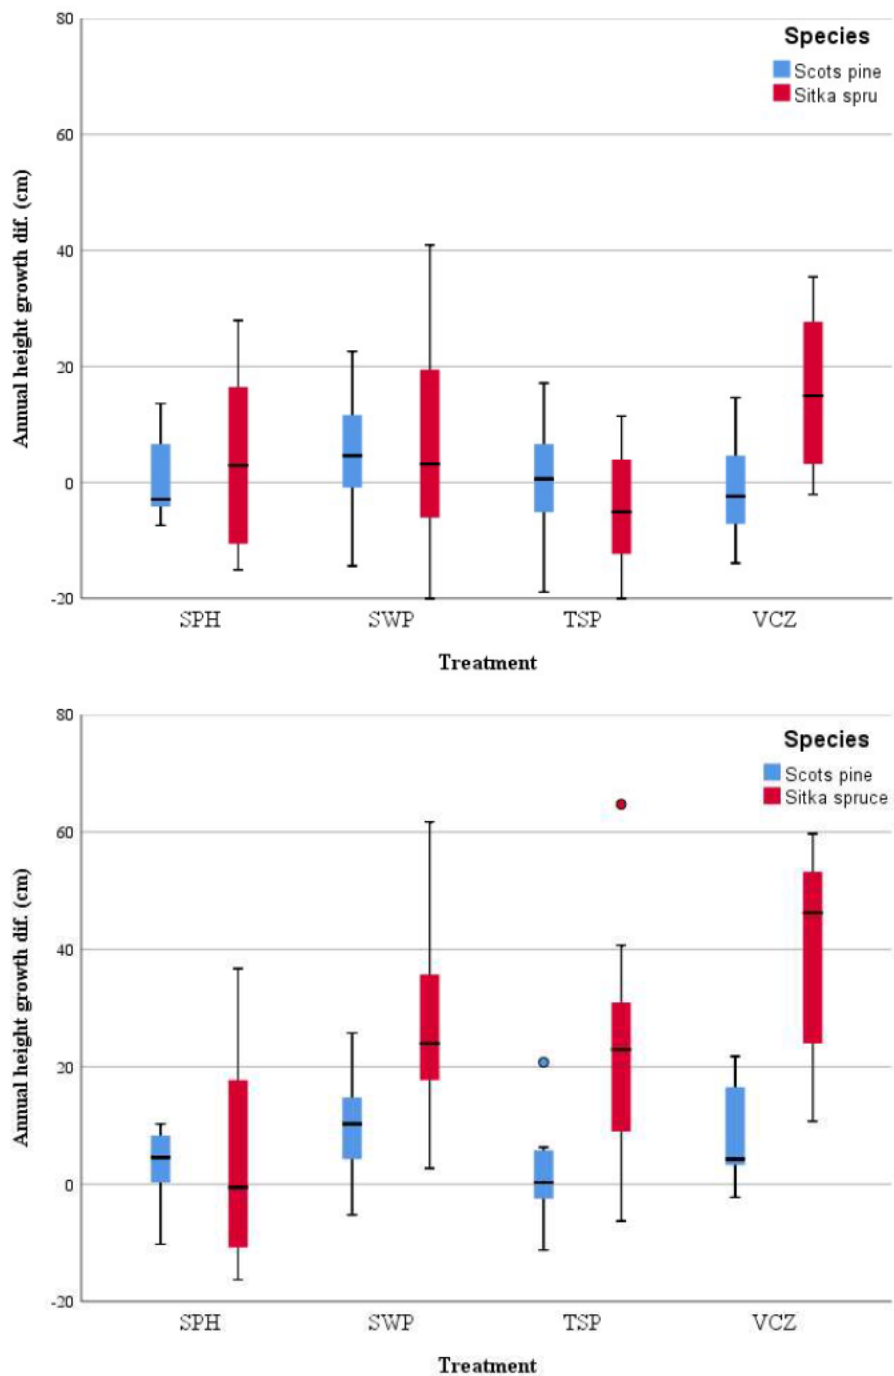 80
Species
Scots pine
Sitka spru
60
40
20
0
-20
Annual height growth dif. (cm)
SPH SWP TSP VCZ
Treatment
80
Species
Scots pine
Sitka spruce
60
40
20
0
-20
Annual height growth dif. (cm)
SPH SWP TSP VCZ
Treatment